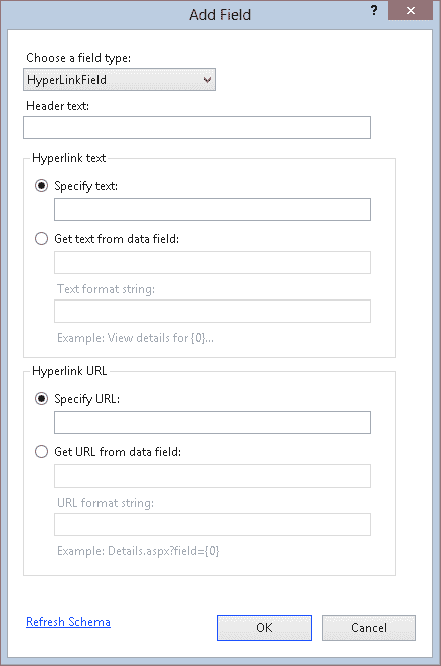 Add Field
?
Choose a field type:
HyperLinkField
Header text:
Hyperlink text
Specify text:
Get text from data field:
Text format string:
Example: View details for {0}...
Hyperlink URL
Specify URL:
Get URL from data field:
URL format string:
Example: Details.aspx?field={0}
Refresh Schema
OK
Cancel